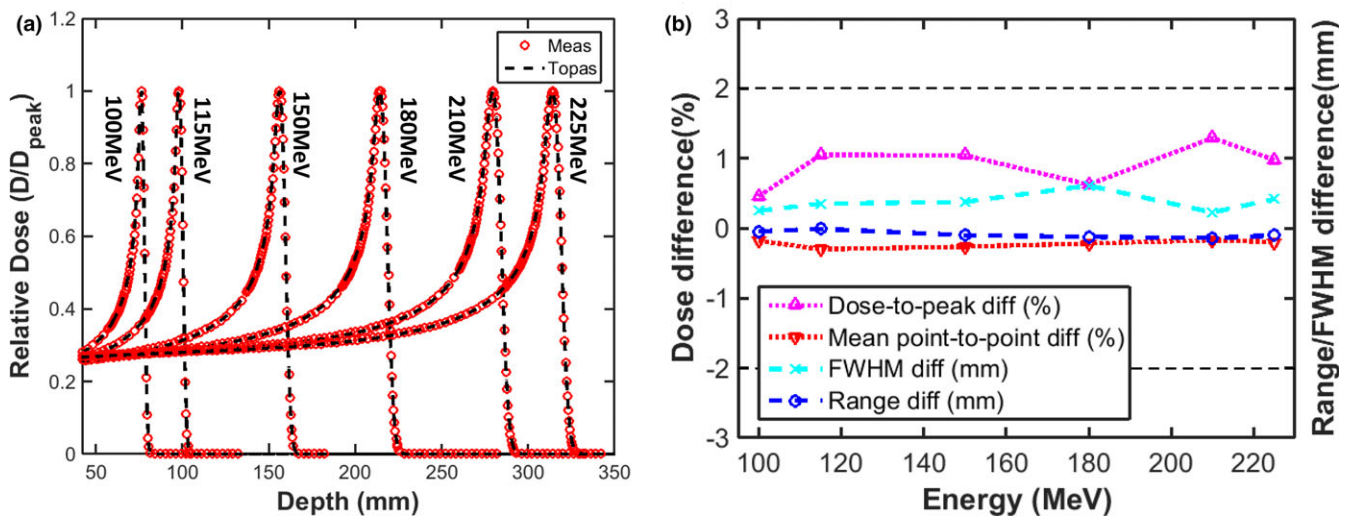 (a)
Relative Dose (D/D_peak)
1.2
1
0.8
0.6
0.4
0.2
0
Meas
Topas
100MeV
115MeV
150MeV
180MeV
210MeV
225MeV
50
100
150
200
250
300
350
Depth (mm)
(b)
Dose difference(%)
3
2
1
0
-1
-2
-3
Dose-to-peak diff (%)
Mean point-to-point diff (%)
FWHM diff (mm)
Range diff (mm)
100
120
140
160
180
200
220
Energy (MeV)
Range/FWHM difference(mm)